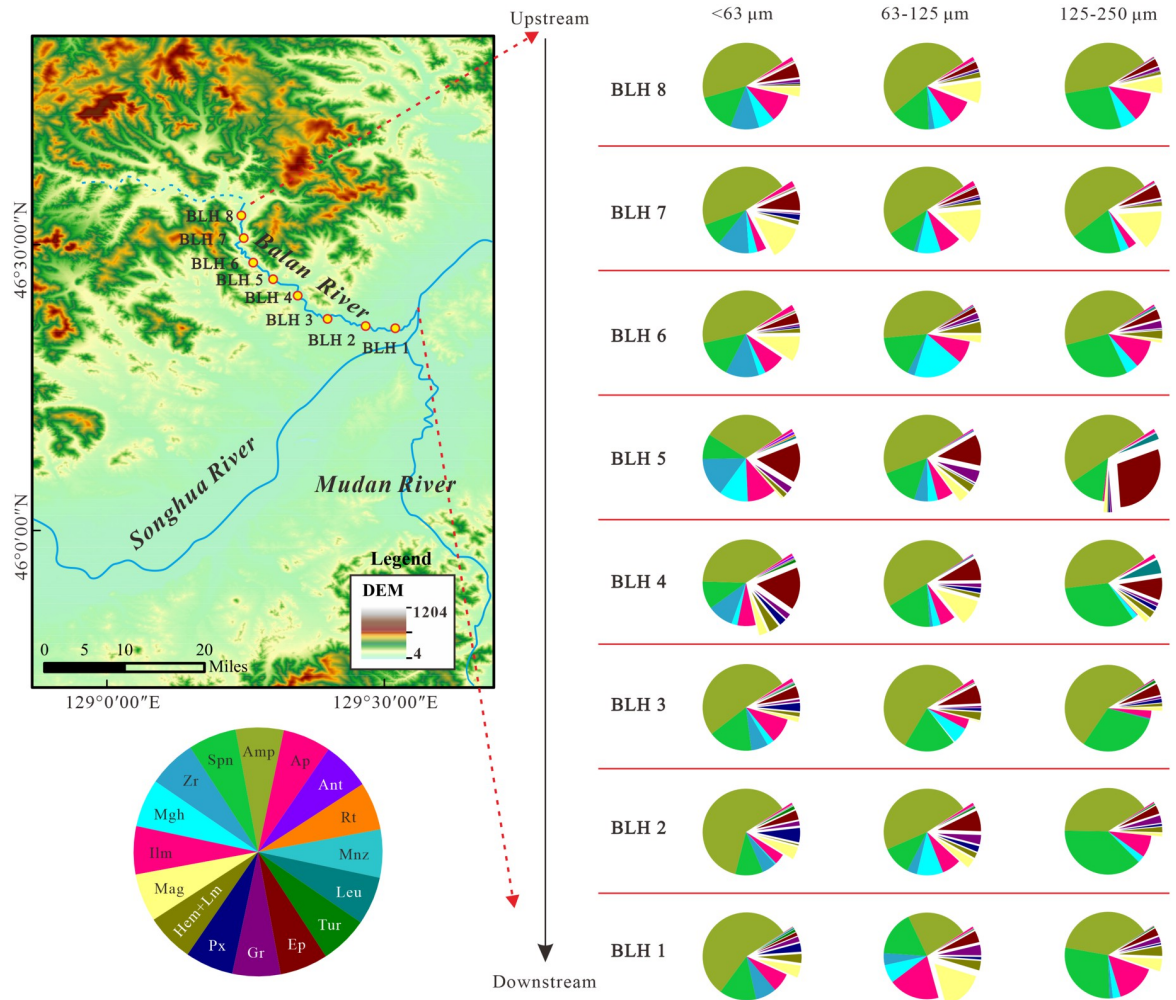 Upstream
<63 μm
63-125 μm
125-250 μm
BLH 8
BLH 7
BLH 6
BLH 5
BLH 4
BLH 3
BLH 2
BLH 1
Downstream
46°30′00″N
46°0′00″N
129°0′00″E
129°30′00″E
BLH 8
BLH 7
BLH 6
BLH 5
BLH 4
BLH 3
BLH 2
BLH 1
Balan River
Songhua River
Mudan River
Legend
DEM
1204
4
0 5 10 20
Miles
Amp
Ap
Ant
Rt
Mnz
Leu
Tur
Ep
Gr
Px
Hem+Lm
Mag
Ilm
Mgh
Zr
Spn